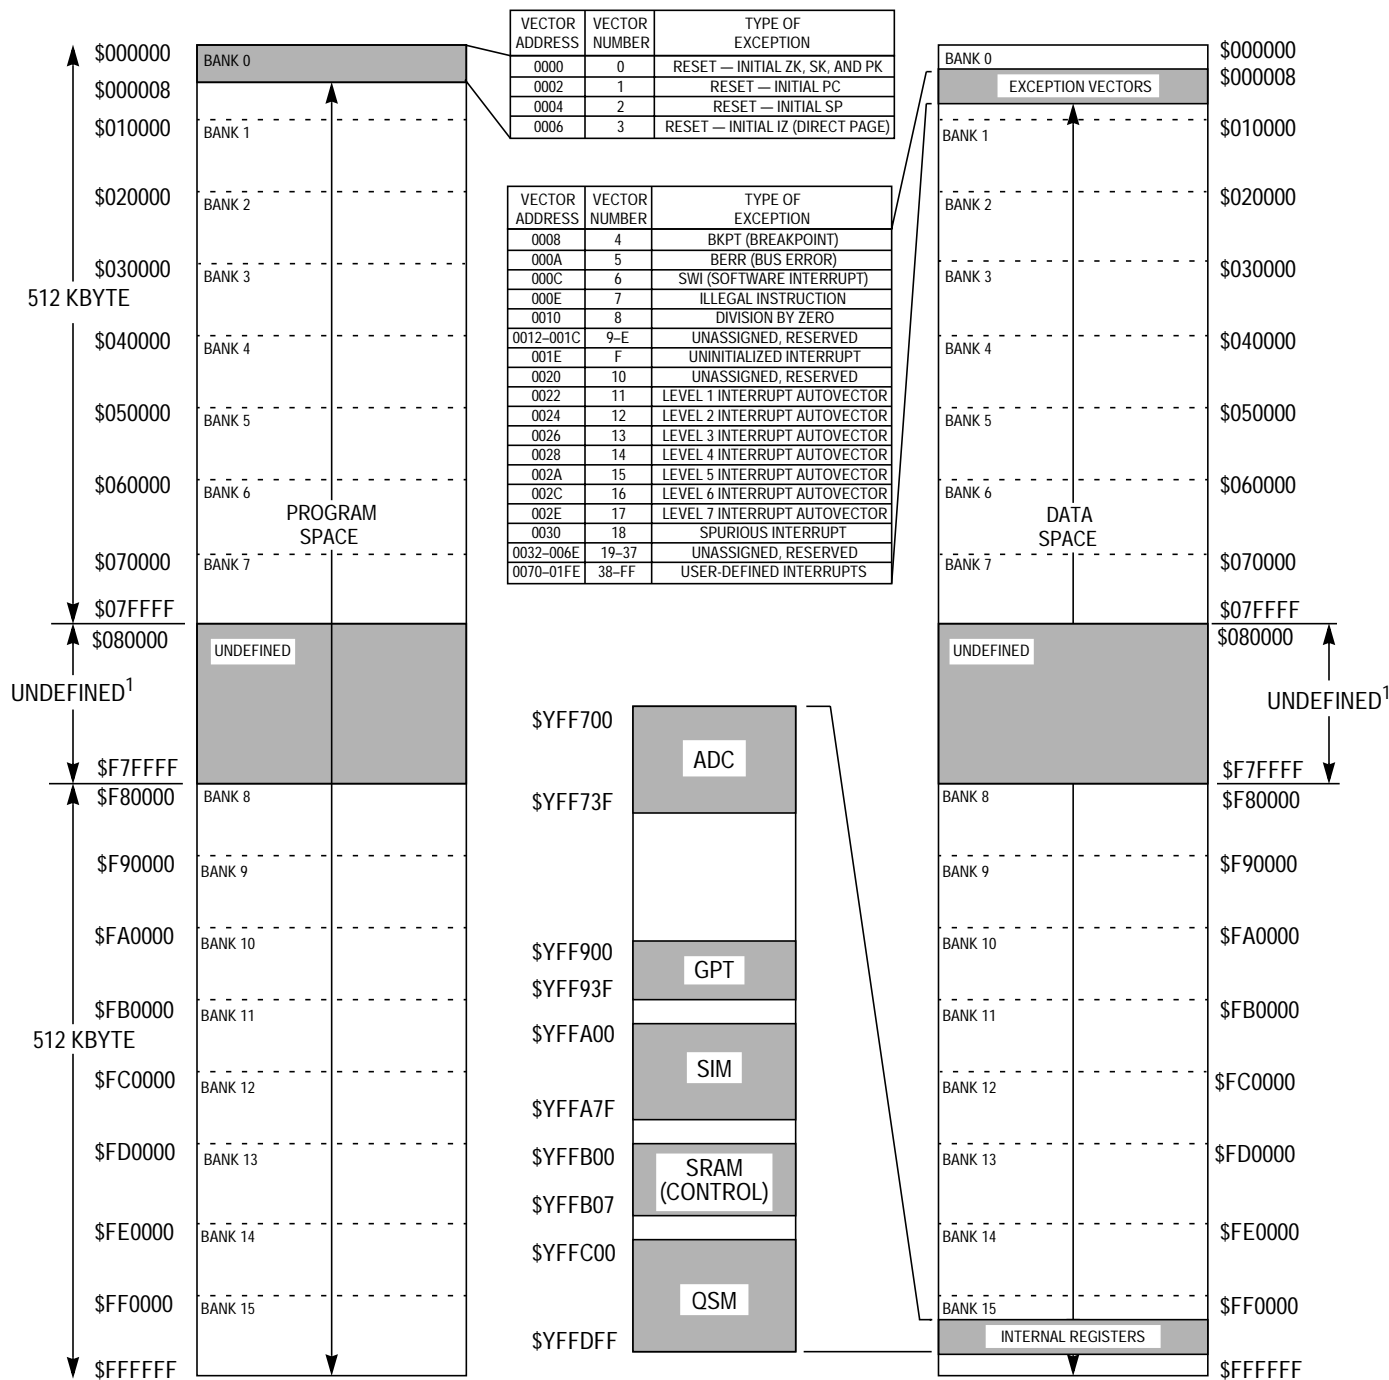 $000000
$000008
$010000
$020000
$030000
512 KBYTE
$040000
$050000
$060000
$070000
$07FFFF
$080000
UNDEFINED1
$F7FFFF
$F80000
$F90000
$FA0000
$FB0000
512 KBYTE
$FC0000
$FD0000
$FE0000
$FF0000
$FFFFFF
BANK 0
BANK 1
BANK 2
BANK 3
BANK 4
BANK 5
BANK 6
PROGRAM
SPACE
BANK 7
UNDEFINED
BANK 8
BANK 9
BANK 10
BANK 11
BANK 12
BANK 13
BANK 14
BANK 15
VECTOR ADDRESS VECTOR NUMBER TYPE OF EXCEPTION
0000 0 RESET — INITIAL ZK, SK, AND PK
0002 1 RESET — INITIAL PC
0004 2 RESET — INITIAL SP
0006 3 RESET — INITIAL IZ (DIRECT PAGE)
VECTOR ADDRESS VECTOR NUMBER TYPE OF EXCEPTION
0008 4 BKPT (BREAKPOINT)
000A 5 BERR (BUS ERROR)
000C 6 SWI (SOFTWARE INTERRUPT)
000E 7 ILLEGAL INSTRUCTION
0010 8 DIVISION BY ZERO
0012–001C 9–E UNASSIGNED, RESERVED
001E F UNINITIALIZED INTERRUPT
0020 10 UNASSIGNED, RESERVED
0022 11 LEVEL 1 INTERRUPT AUTOVECTOR
0024 12 LEVEL 2 INTERRUPT AUTOVECTOR
0026 13 LEVEL 3 INTERRUPT AUTOVECTOR
0028 14 LEVEL 4 INTERRUPT AUTOVECTOR
002A 15 LEVEL 5 INTERRUPT AUTOVECTOR
002C 16 LEVEL 6 INTERRUPT AUTOVECTOR
002E 17 LEVEL 7 INTERRUPT AUTOVECTOR
0030 18 SPURIOUS INTERRUPT
0032–006E 19–37 UNASSIGNED, RESERVED
0070–01FE 38–FF USER-DEFINED INTERRUPTS
$YFF700
ADC
$YFF73F
$YFF900
GPT
$YFF93F
$YFFA00
SIM
$YFFA7F
$YFFB00
SRAM
(CONTROL)
$YFFB07
$YFFC00
QSM
$YFFDFF
BANK 0
EXCEPTION VECTORS
BANK 1
BANK 2
BANK 3
BANK 4
BANK 5
BANK 6
DATA
SPACE
BANK 7
UNDEFINED
BANK 8
BANK 9
BANK 10
BANK 11
BANK 12
BANK 13
BANK 14
BANK 15
INTERNAL REGISTERS
$000000
$000008
$010000
$020000
$030000
$040000
$050000
$060000
$070000
$07FFFF
$080000
UNDEFINED1
$F7FFFF
$F80000
$F90000
$FA0000
$FB0000
$FC0000
$FD0000
$FE0000
$FF0000
$FFFFFF